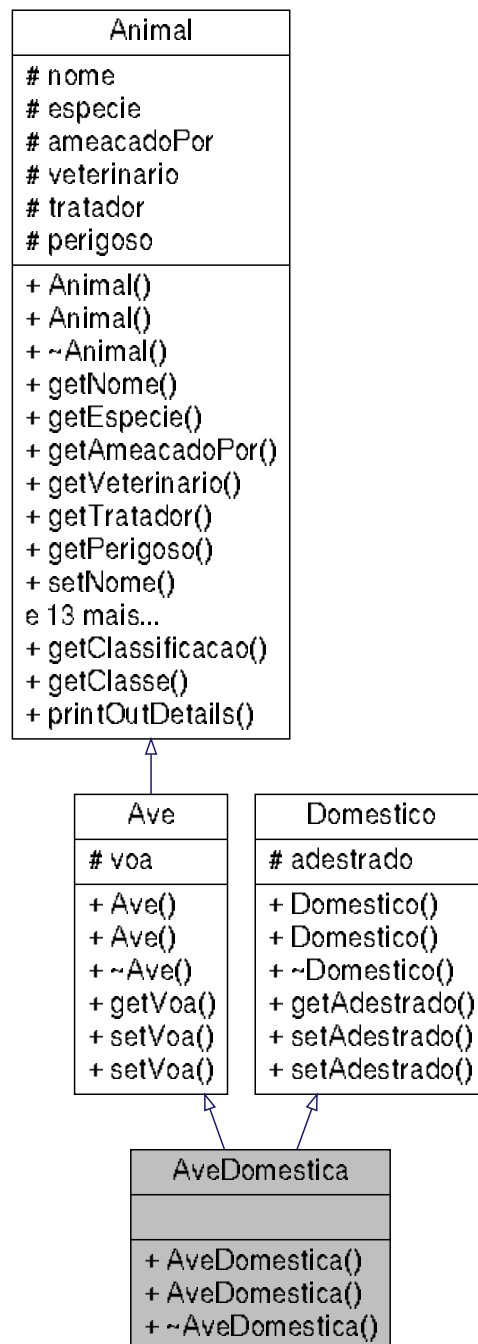 Animal
# nome
# especie
# ameacadoPor
# veterinario
# tratador
# perigoso
+ Animal()
+ Animal()
+ ~Animal()
+ getNome()
+ getEspecie()
+ getAmeacadoPor()
+ getVeterinario()
+ getTratador()
+ getPerigoso()
+ setNome()
e 13 mais...
+ getClassificacao()
+ getClasse()
+ printOutDetails()
Ave
# voa
+ Ave()
+ Ave()
+ ~Ave()
+ getVoa()
+ setVoa()
+ setVoa()
Domestico
# adestrado
+ Domestico()
+ Domestico()
+ ~Domestico()
+ getAdestrado()
+ setAdestrado()
+ setAdestrado()
AveDomestica
+ AveDomestica()
+ AveDomestica()
+ ~AveDomestica()